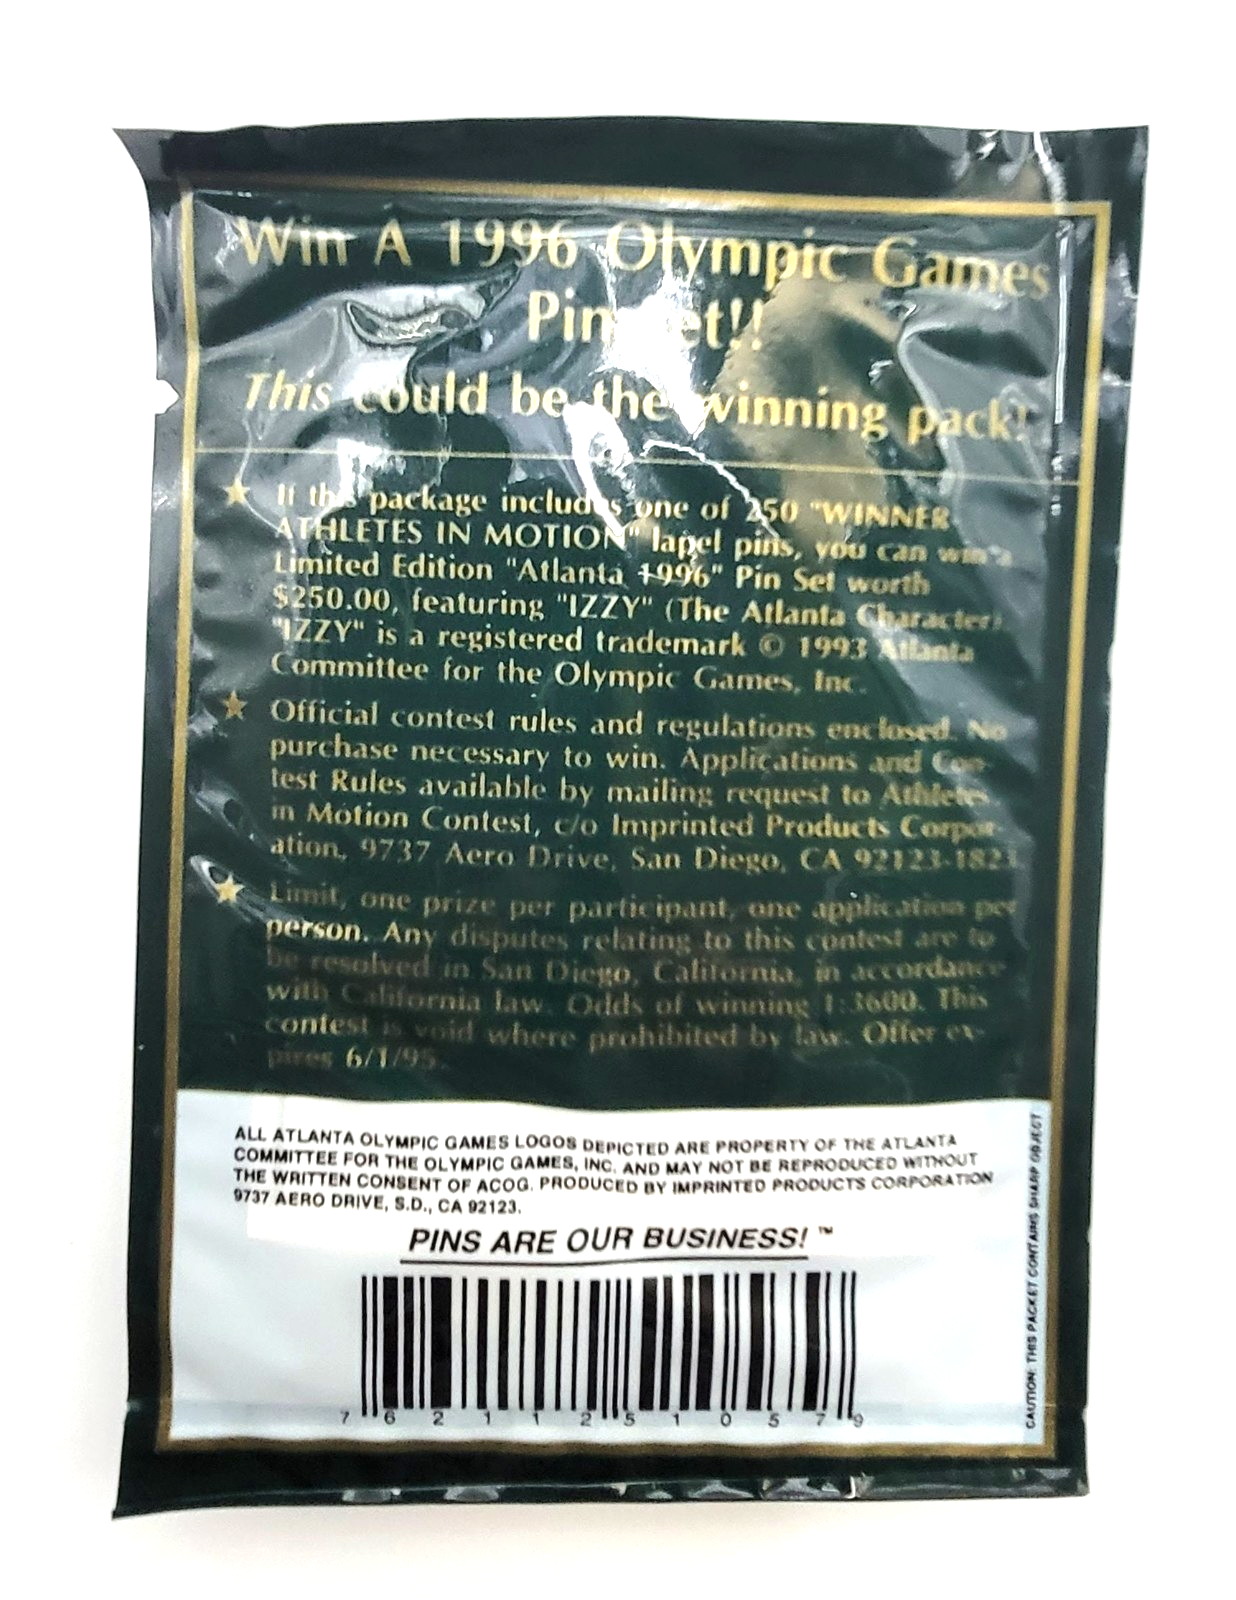 Win A 1996 Olympic Games
Pin Set!!
This could be the winning pack!
If this package includes one of 250 "WINNER
ATHLETES IN MOTION" lapel pins, you can win a
Limited Edition "Atlanta 1996" Pin Set worth
$250.00, featuring "IZZY" (The Atlanta Character)
"IZZY" is a registered trademark © 1993 Atlanta
Committee for the Olympic Games, Inc.
Official contest rules and regulations enclosed. No
purchase necessary to win. Applications and Con-
test Rules available by mailing request to Athletes
in Motion Contest, c/o Imprinted Products Corpor-
ation, 9737 Aero Drive, San Diego, CA 92123-1823
Limit, one prize per participant, one application per
person. Any disputes relating to this contest are to
be resolved in San Diego, California, in accordance
with California law. Odds of winning 1:3600. This
contest is void where prohibited by law. Offer ex-
pires 6/1/95.
ALL ATLANTA OLYMPIC GAMES LOGOS DEPICTED ARE PROPERTY OF THE ATLANTA
COMMITTEE FOR THE OLYMPIC GAMES, INC. AND MAY NOT BE REPRODUCED WITHOUT
THE WRITTEN CONSENT OF ACOG. PRODUCED BY IMPRINTED PRODUCTS CORPORATION
9737 AERO DRIVE, S.D., CA 92123.
PINS ARE OUR BUSINESS! ™
7 62112 51057 9
CAUTION: THIS PACKET CONTAINS SHARP OBJECT